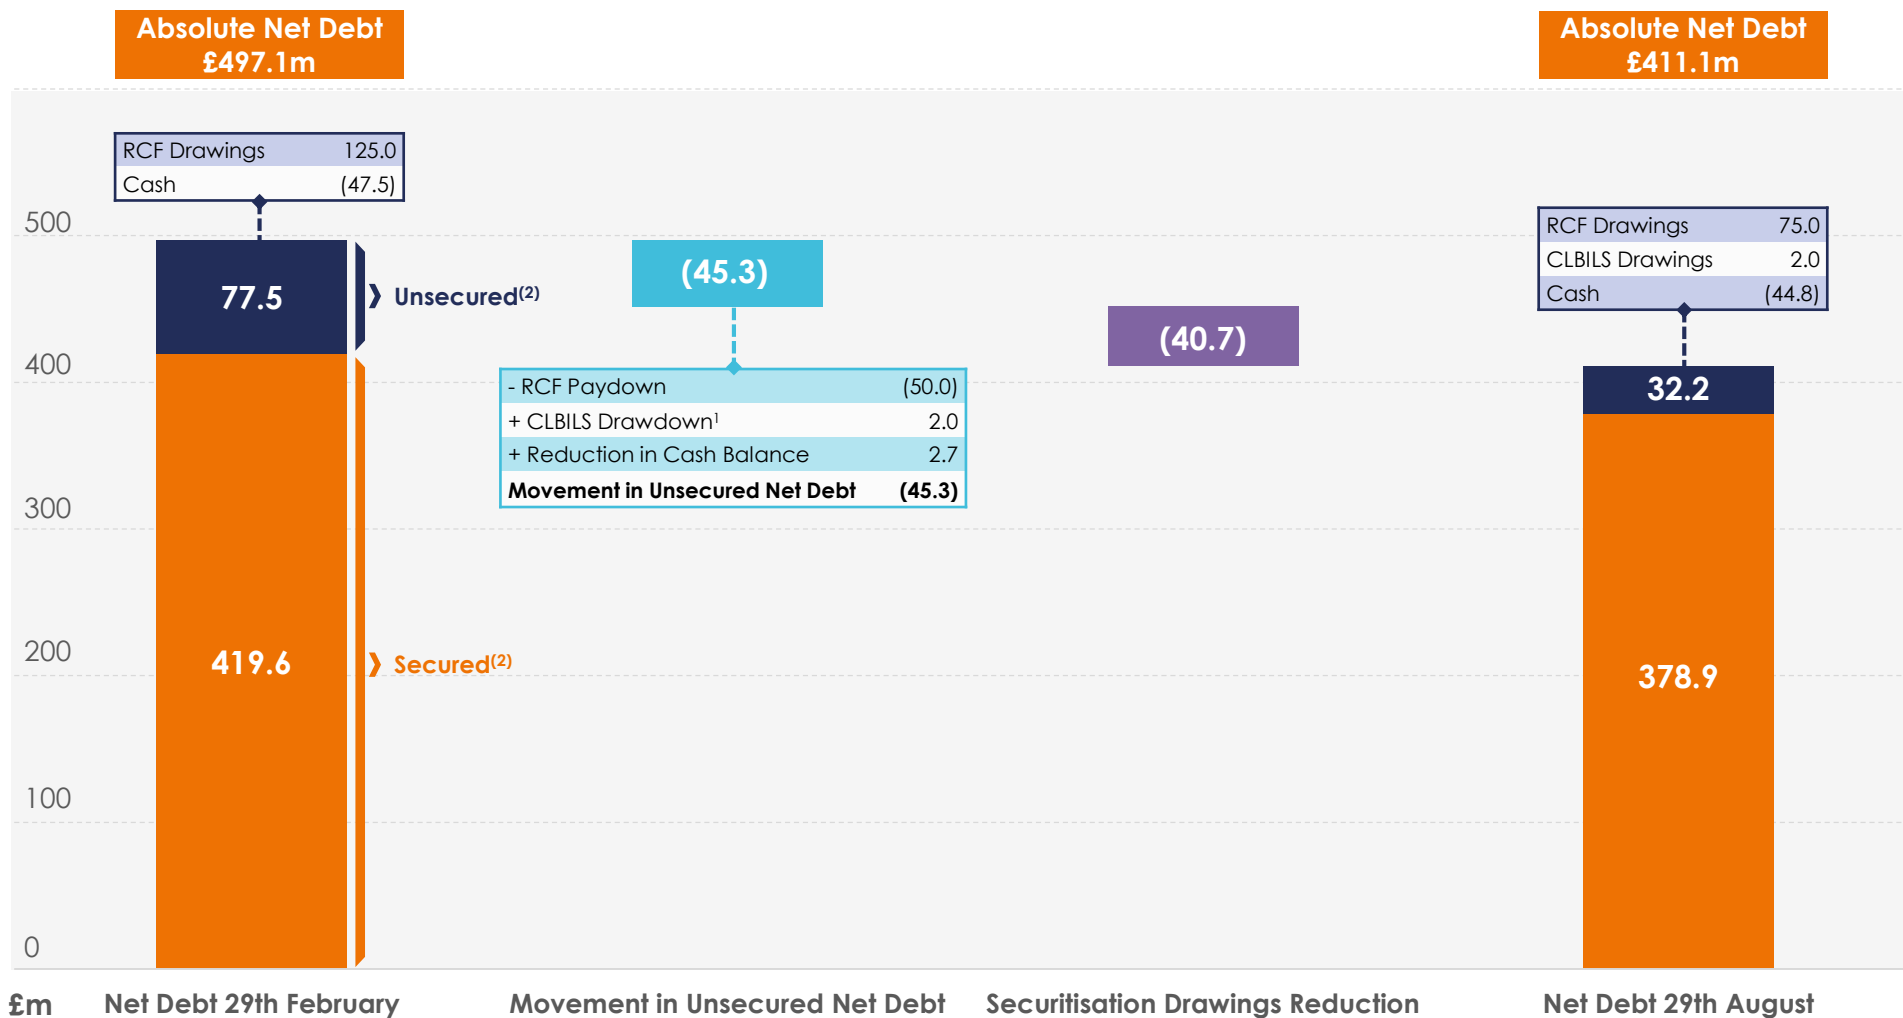 Absolute Net Debt
£497.1m
Absolute Net Debt
£411.1m
RCF Drawings 125.0
Cash (47.5)
RCF Drawings 75.0
CLBILS Drawings 2.0
Cash (44.8)
500
400
300
200
100
0
77.5
Unsecured(2)
419.6
Secured(2)
(45.3)
- RCF Paydown (50.0)
+ CLBILS Drawdown¹ 2.0
+ Reduction in Cash Balance 2.7
Movement in Unsecured Net Debt (45.3)
(40.7)
32.2
378.9
£m
Net Debt 29th February
Movement in Unsecured Net Debt
Securitisation Drawings Reduction
Net Debt 29th August